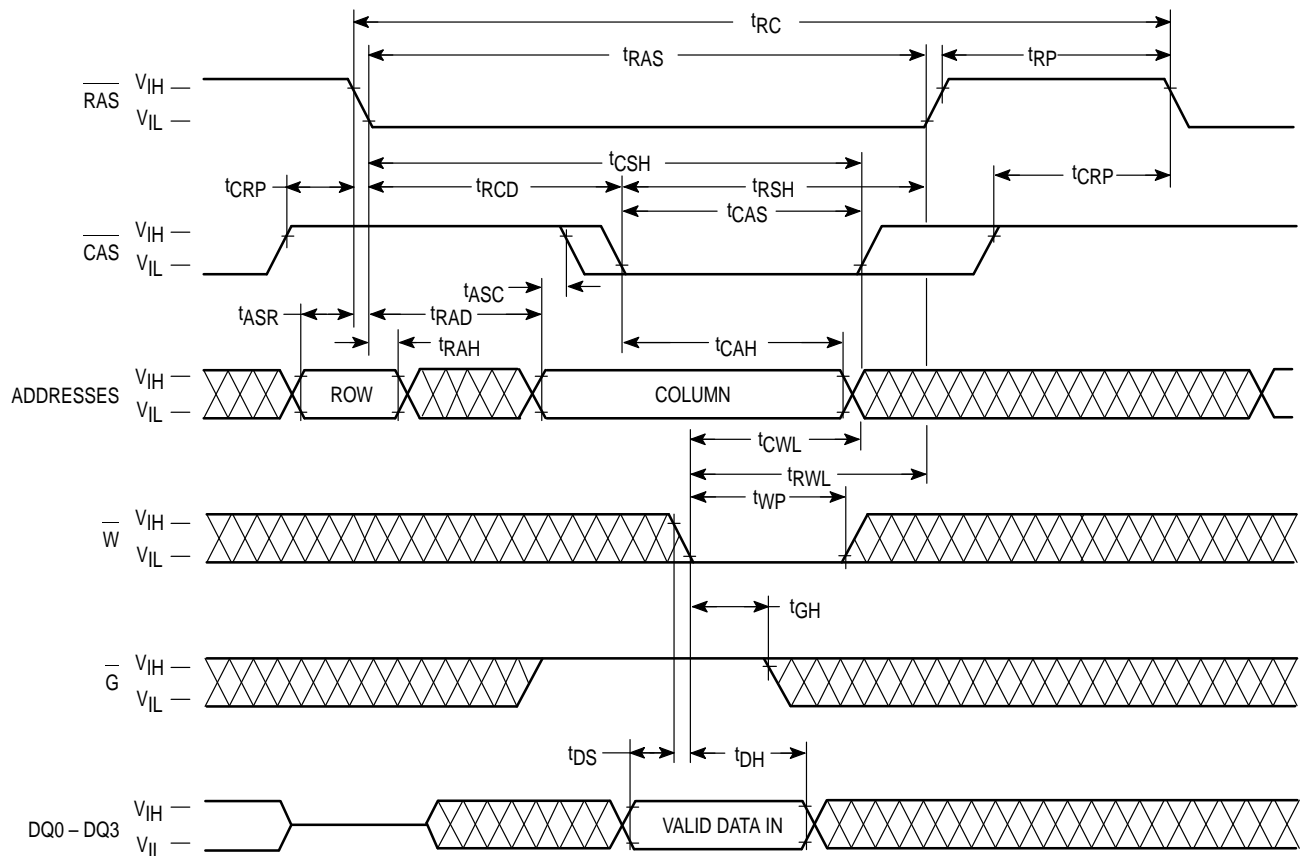 tRC
tRAS
tRP
RAS
VIH
VIL
tCSH
tCRP
tRCD
tRSH
tCRP
tCAS
CAS
VIH
VIL
tASC
tASR
tRAD
tRAH
tCAH
ADDRESSES
VIH
VIL
ROW
COLUMN
tCWL
tRWL
tWP
W
VIH
VIL
tGH
G
VIH
VIL
tDS
tDH
DQ0 – DQ3
VIH
VIL
VALID DATA IN